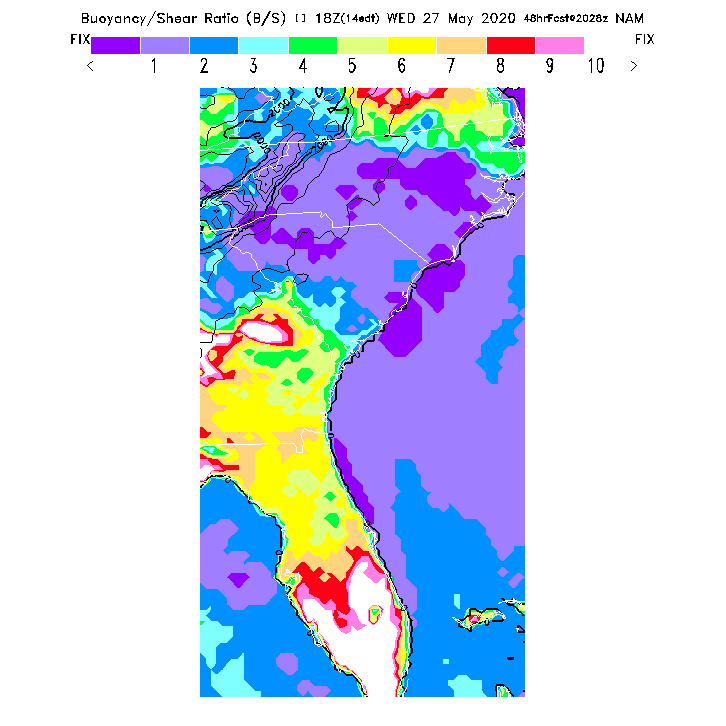 Buoyancy/Shear Ratio (B/S) [] 18Z(14edt) WED 27 May 2020 48hrFcst@2028z NAM
FIX FIX
< 1 2 3 4 5 6 7 8 9 10 >
2000